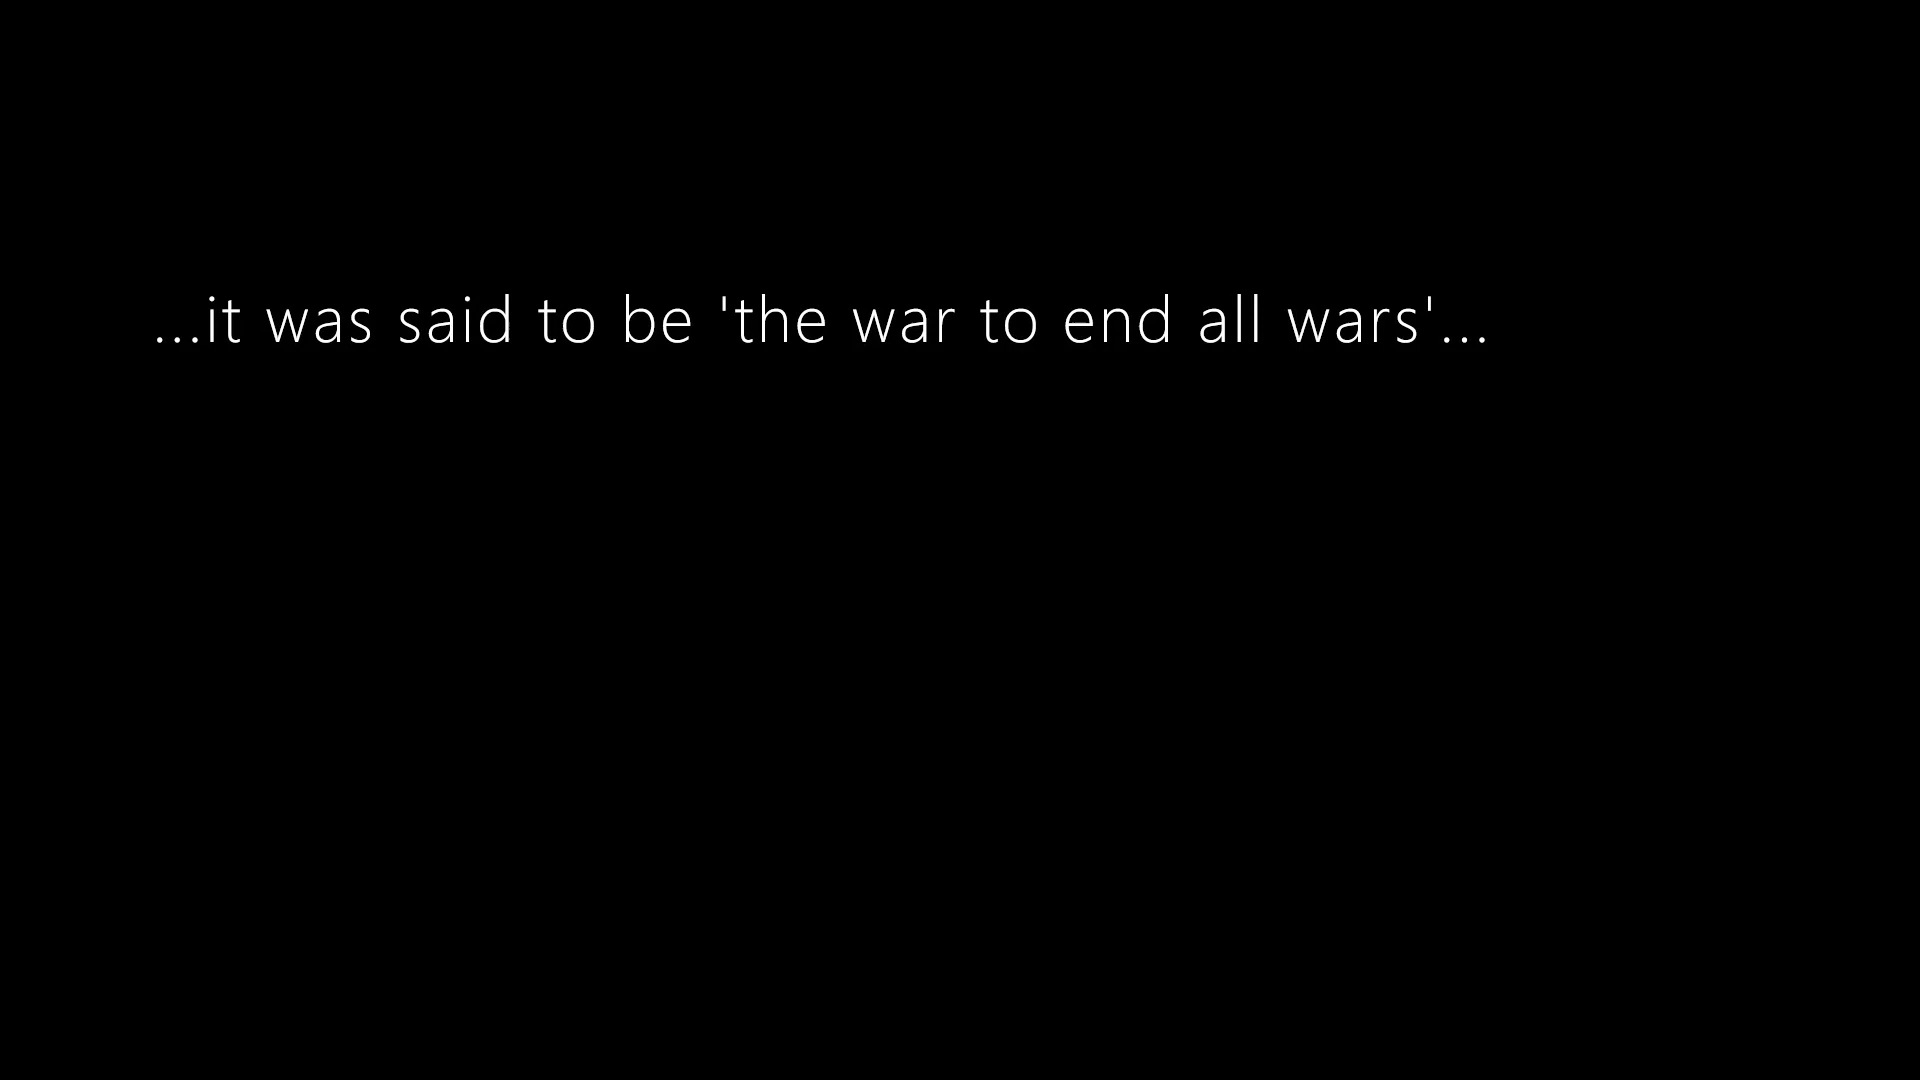 ...it was said to be 'the war to end all wars'...